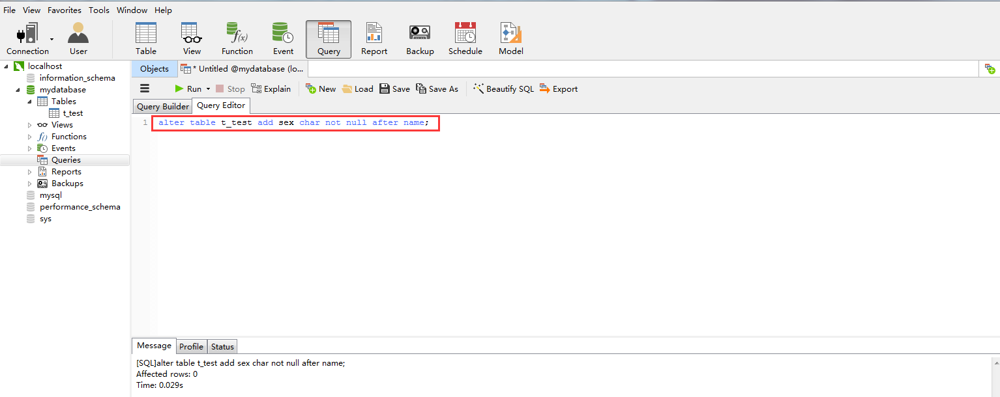 File View Favorites Tools Window Help
Connection User Table View Function Event Query Report Backup Schedule Model
localhost
information_schema
mydatabase
Tables
t_test
Views
Functions
Events
Queries
Reports
Backups
mysql
performance_schema
sys
Objects * Untitled @mydatabase (lo...
Run Stop Explain New Load Save Save As Beautify SQL Export
Query Builder Query Editor
1 alter table t_test add sex char not null after name;
Message Profile Status
[SQL]alter table t_test add sex char not null after name;
Affected rows: 0
Time: 0.029s